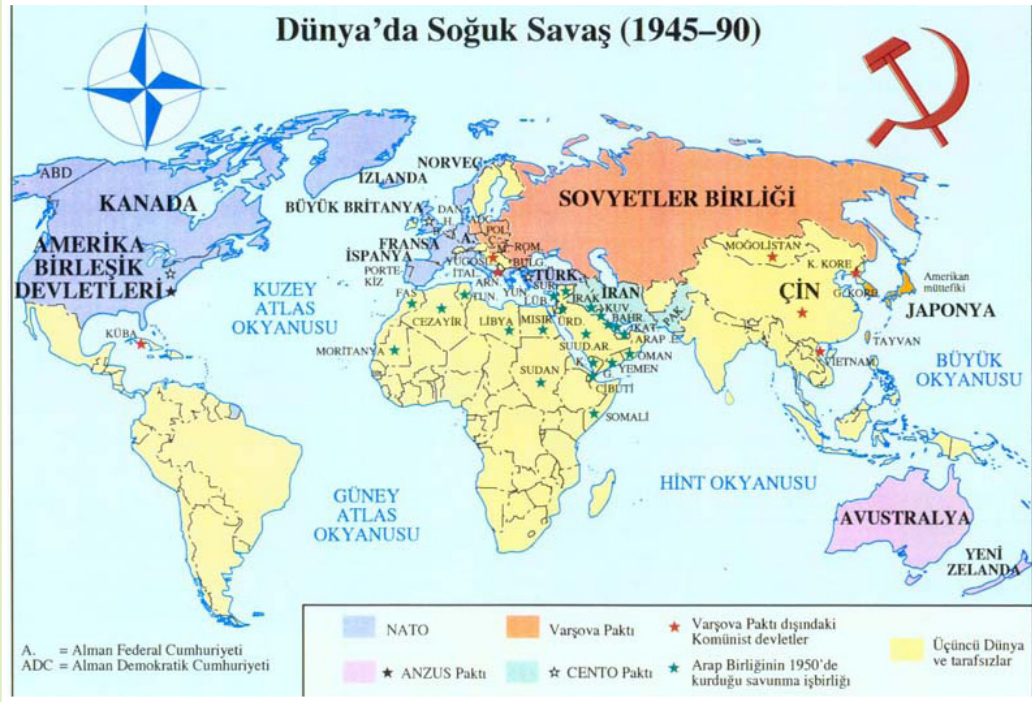 Dünya'da Soğuk Savaş (1945–90)
ABD
KANADA
AMERİKA
BİRLEŞİK
DEVLETLERİ
KÜBA
KUZEY
ATLAS
OKYANUSU
GÜNEY
ATLAS
OKYANUSU
İZLANDA
NORVEÇ
BÜYÜK BRİTANYA
DAN.
H.
B.
ADC
A.
POL.
Ç.
M.
ROM.
BULG.
FRANSA
İSPANYA
YUGOSL
PORTE-
KİZ
İTAL.
ARN.
YUN.
TÜRK.
SOVYETLER BİRLİĞİ
MOĞOLİSTAN
ÇİN
K. KORE
G. KORE
Amerikan
müttefiki
JAPONYA
TAYVAN
VİETNAM
BÜYÜK
OKYANUSU
FAS
TUN.
CEZAYİR
LİBYA
MISIR
MORİTANYA
SUDAN
SUR.
LÜB.
IRAK
İRAN
ÜRD.
KUV.
BAHR.
KAT.
PAK.
SUUD.AR.
ARAP E.
OMAN
YEMEN
K.
G.
CİBUTİ
SOMALİ
HİNT OKYANUSU
AVUSTRALYA
YENİ
ZELANDA
A. = Alman Federal Cumhuriyeti
ADC = Alman Demokratik Cumhuriyeti
NATO
Varşova Paktı
Varşova Paktı dışındaki
Komünist devletler
Üçüncü Dünya
ve tarafsızlar
ANZUS Paktı
CENTO Paktı
Arap Birliğinin 1950'de
kurduğu savunma işbirliği